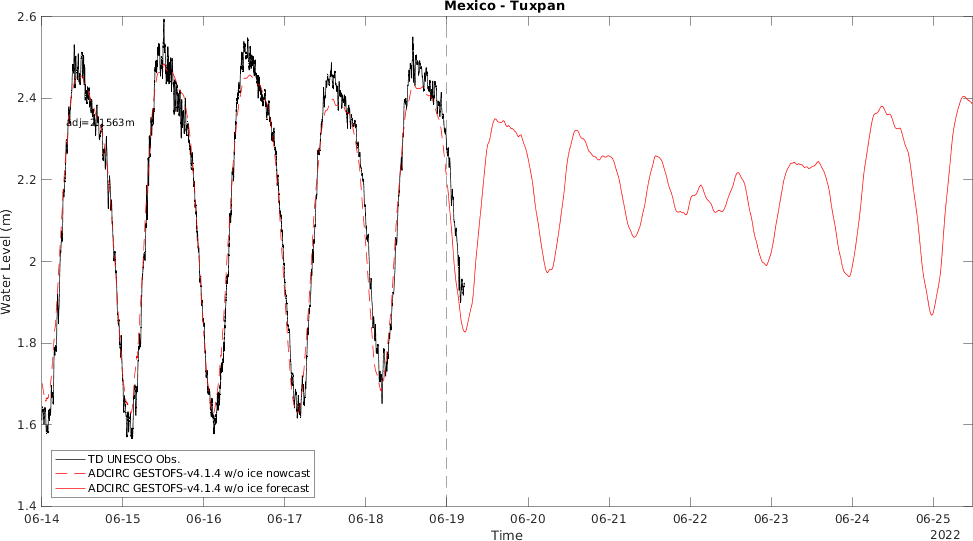 Mexico - Tuxpan
2.6
2.4
2.2
2
1.8
1.6
1.4
Water Level (m)
adj=2.1563m
TD UNESCO Obs.
ADCIRC GESTOFS-v4.1.4 w/o ice nowcast
ADCIRC GESTOFS-v4.1.4 w/o ice forecast
06-14 06-15 06-16 06-17 06-18 06-19 06-20 06-21 06-22 06-23 06-24 06-25
Time
2022